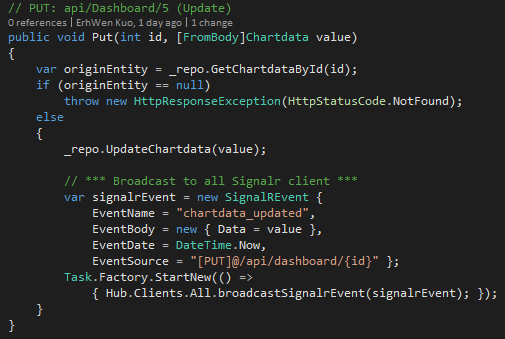 // PUT: api/Dashboard/5 (Update)
0 references | ErhWen Kuo, 1 day ago | 1 change
public void Put(int id, [FromBody]Chartdata value)
{
    var originEntity = _repo.GetChartdataById(id);
    if (originEntity == null)
        throw new HttpResponseException(HttpStatusCode.NotFound);
    else
    {
        _repo.UpdateChartdata(value);

        // *** Broadcast to all Signalr client ***
        var signalrEvent = new SignalREvent {
            EventName = "chartdata_updated",
            EventBody = new { Data = value },
            EventDate = DateTime.Now,
            EventSource = "[PUT]@/api/dashboard/{id}" };
        Task.Factory.StartNew(() =>
            { Hub.Clients.All.broadcastSignalrEvent(signalrEvent); });
    }
}